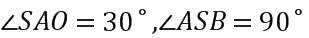 ∠SAO = 30°,∠ASB = 90°